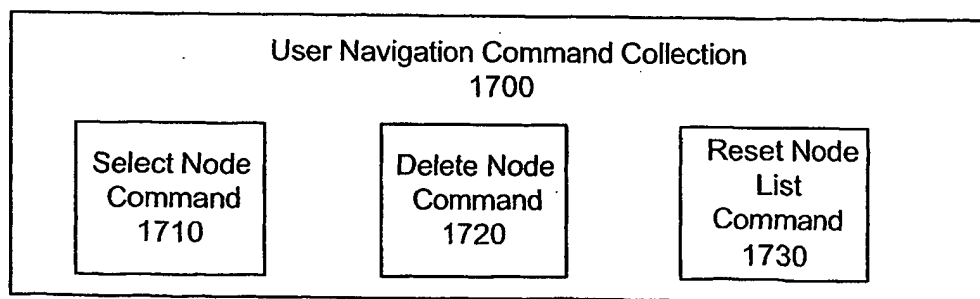 User Navigation Command Collection
1700
Select Node
Command
1710
Delete Node
Command
1720
Reset Node
List
Command
1730